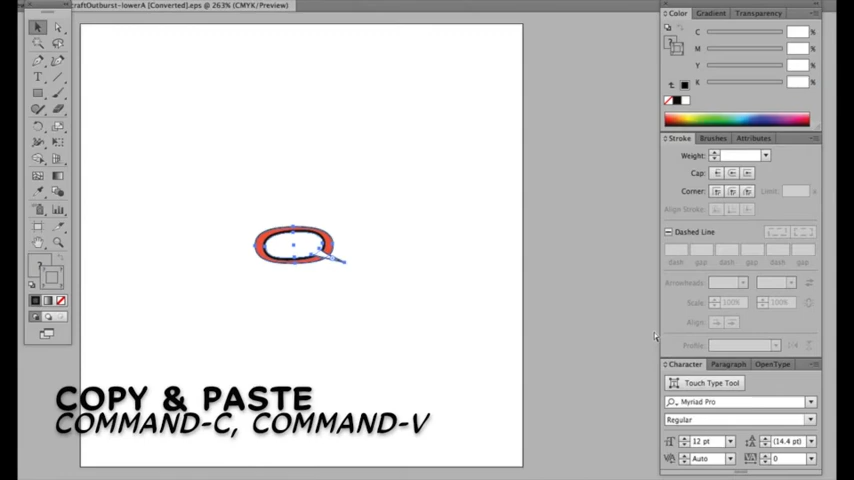 craftOutburst-lowerA [Converted].eps @ 263% (CMYK/Preview)
Color Gradient Transparency
C %
M %
Y %
K %
Stroke Brushes Attributes
Weight:
Cap:
Corner: Limit: x
Align Stroke:
Dashed Line
dash gap dash gap dash gap
Arrowheads:
Scale 100% 100%
Align:
Profile:
Character Paragraph OpenType
Touch Type Tool
Myriad Pro
Regular
12 pt (14.4 pt)
Auto 0
COPY & PASTE
COMMAND-C, COMMAND-V